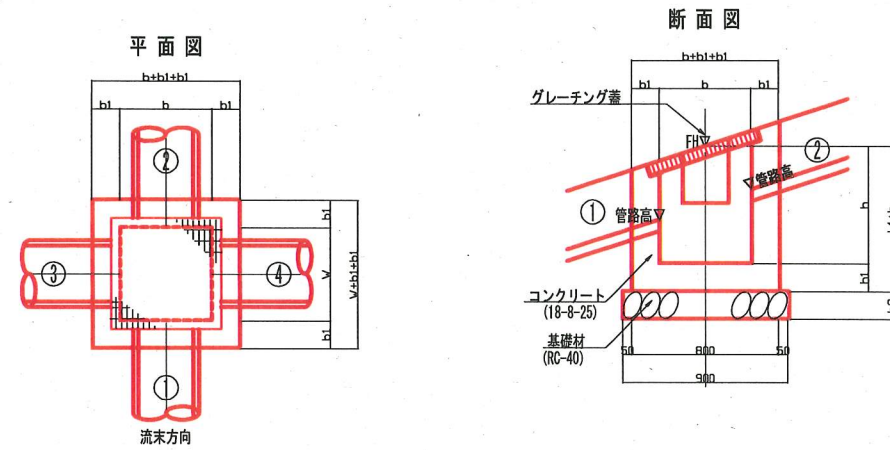 平面図
b+b1+b1
b1 b b1
②
③ ④
①
b1
w
b1
w+b1+b1
流末方向
断面図
b+b1+b1
b1 b b1
グレーチング蓋
FH▽
②
▽管路高
①
管路高▽
h
b1
コンクリート
(18-8-25)
基礎材
(RC-40)
50 800 50
900